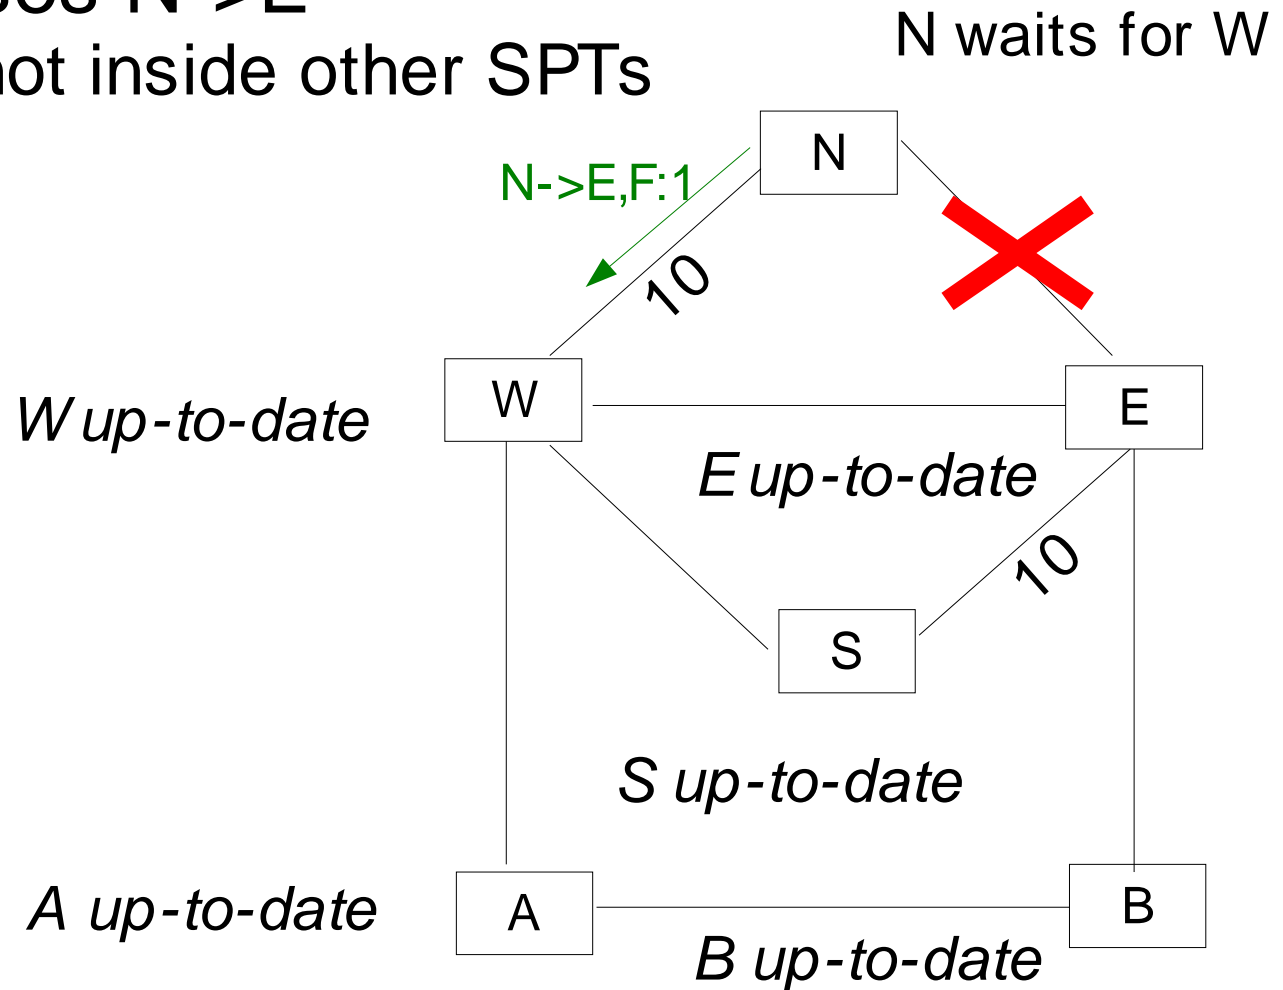 N->E
not inside other SPTs
N waits for W
N
N->E,F:1
10
W
E
W up-to-date
E up-to-date
10
S
S up-to-date
A up-to-date
A
B
B up-to-date